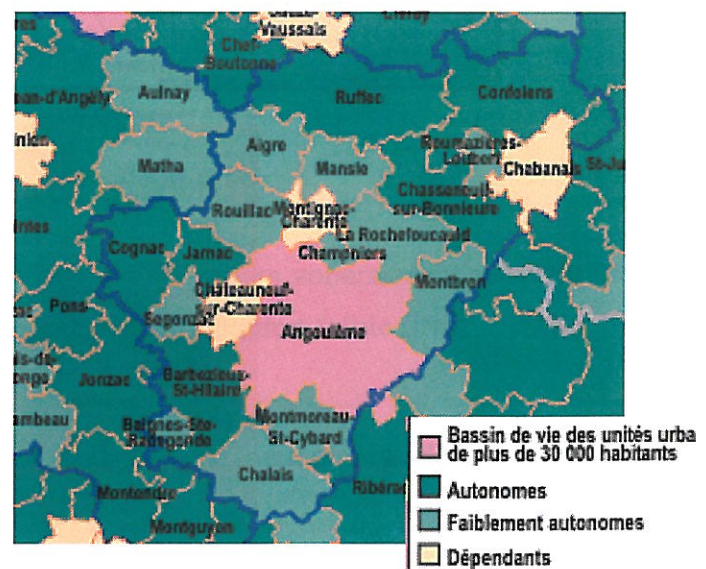 Vaussais
Chef-
Boutonne
Aulnay
Ruffec
Confolens
Matha
Aigre
Mansle
Roumazières-
Loubert
Chabanais
St-Ju
Chasseneuil-
sur-Bonnieure
Rouillac
Montignac-
Charente
La Rochefoucauld
Cognac
Jarnac
Champniers
Montbron
Châteauneuf-
sur-Charente
Pons
Segonzac
Angoulême
Jonzac
Barbezieux-
St-Hilaire
Montmoreau-
St-Cybard
Baignes-Ste-
Radegonde
Chalais
Ribérac
Montendre
Montguyon
Bassin de vie des unités urba
de plus de 30 000 habitants
Autonomes
Faiblement autonomes
Dépendants